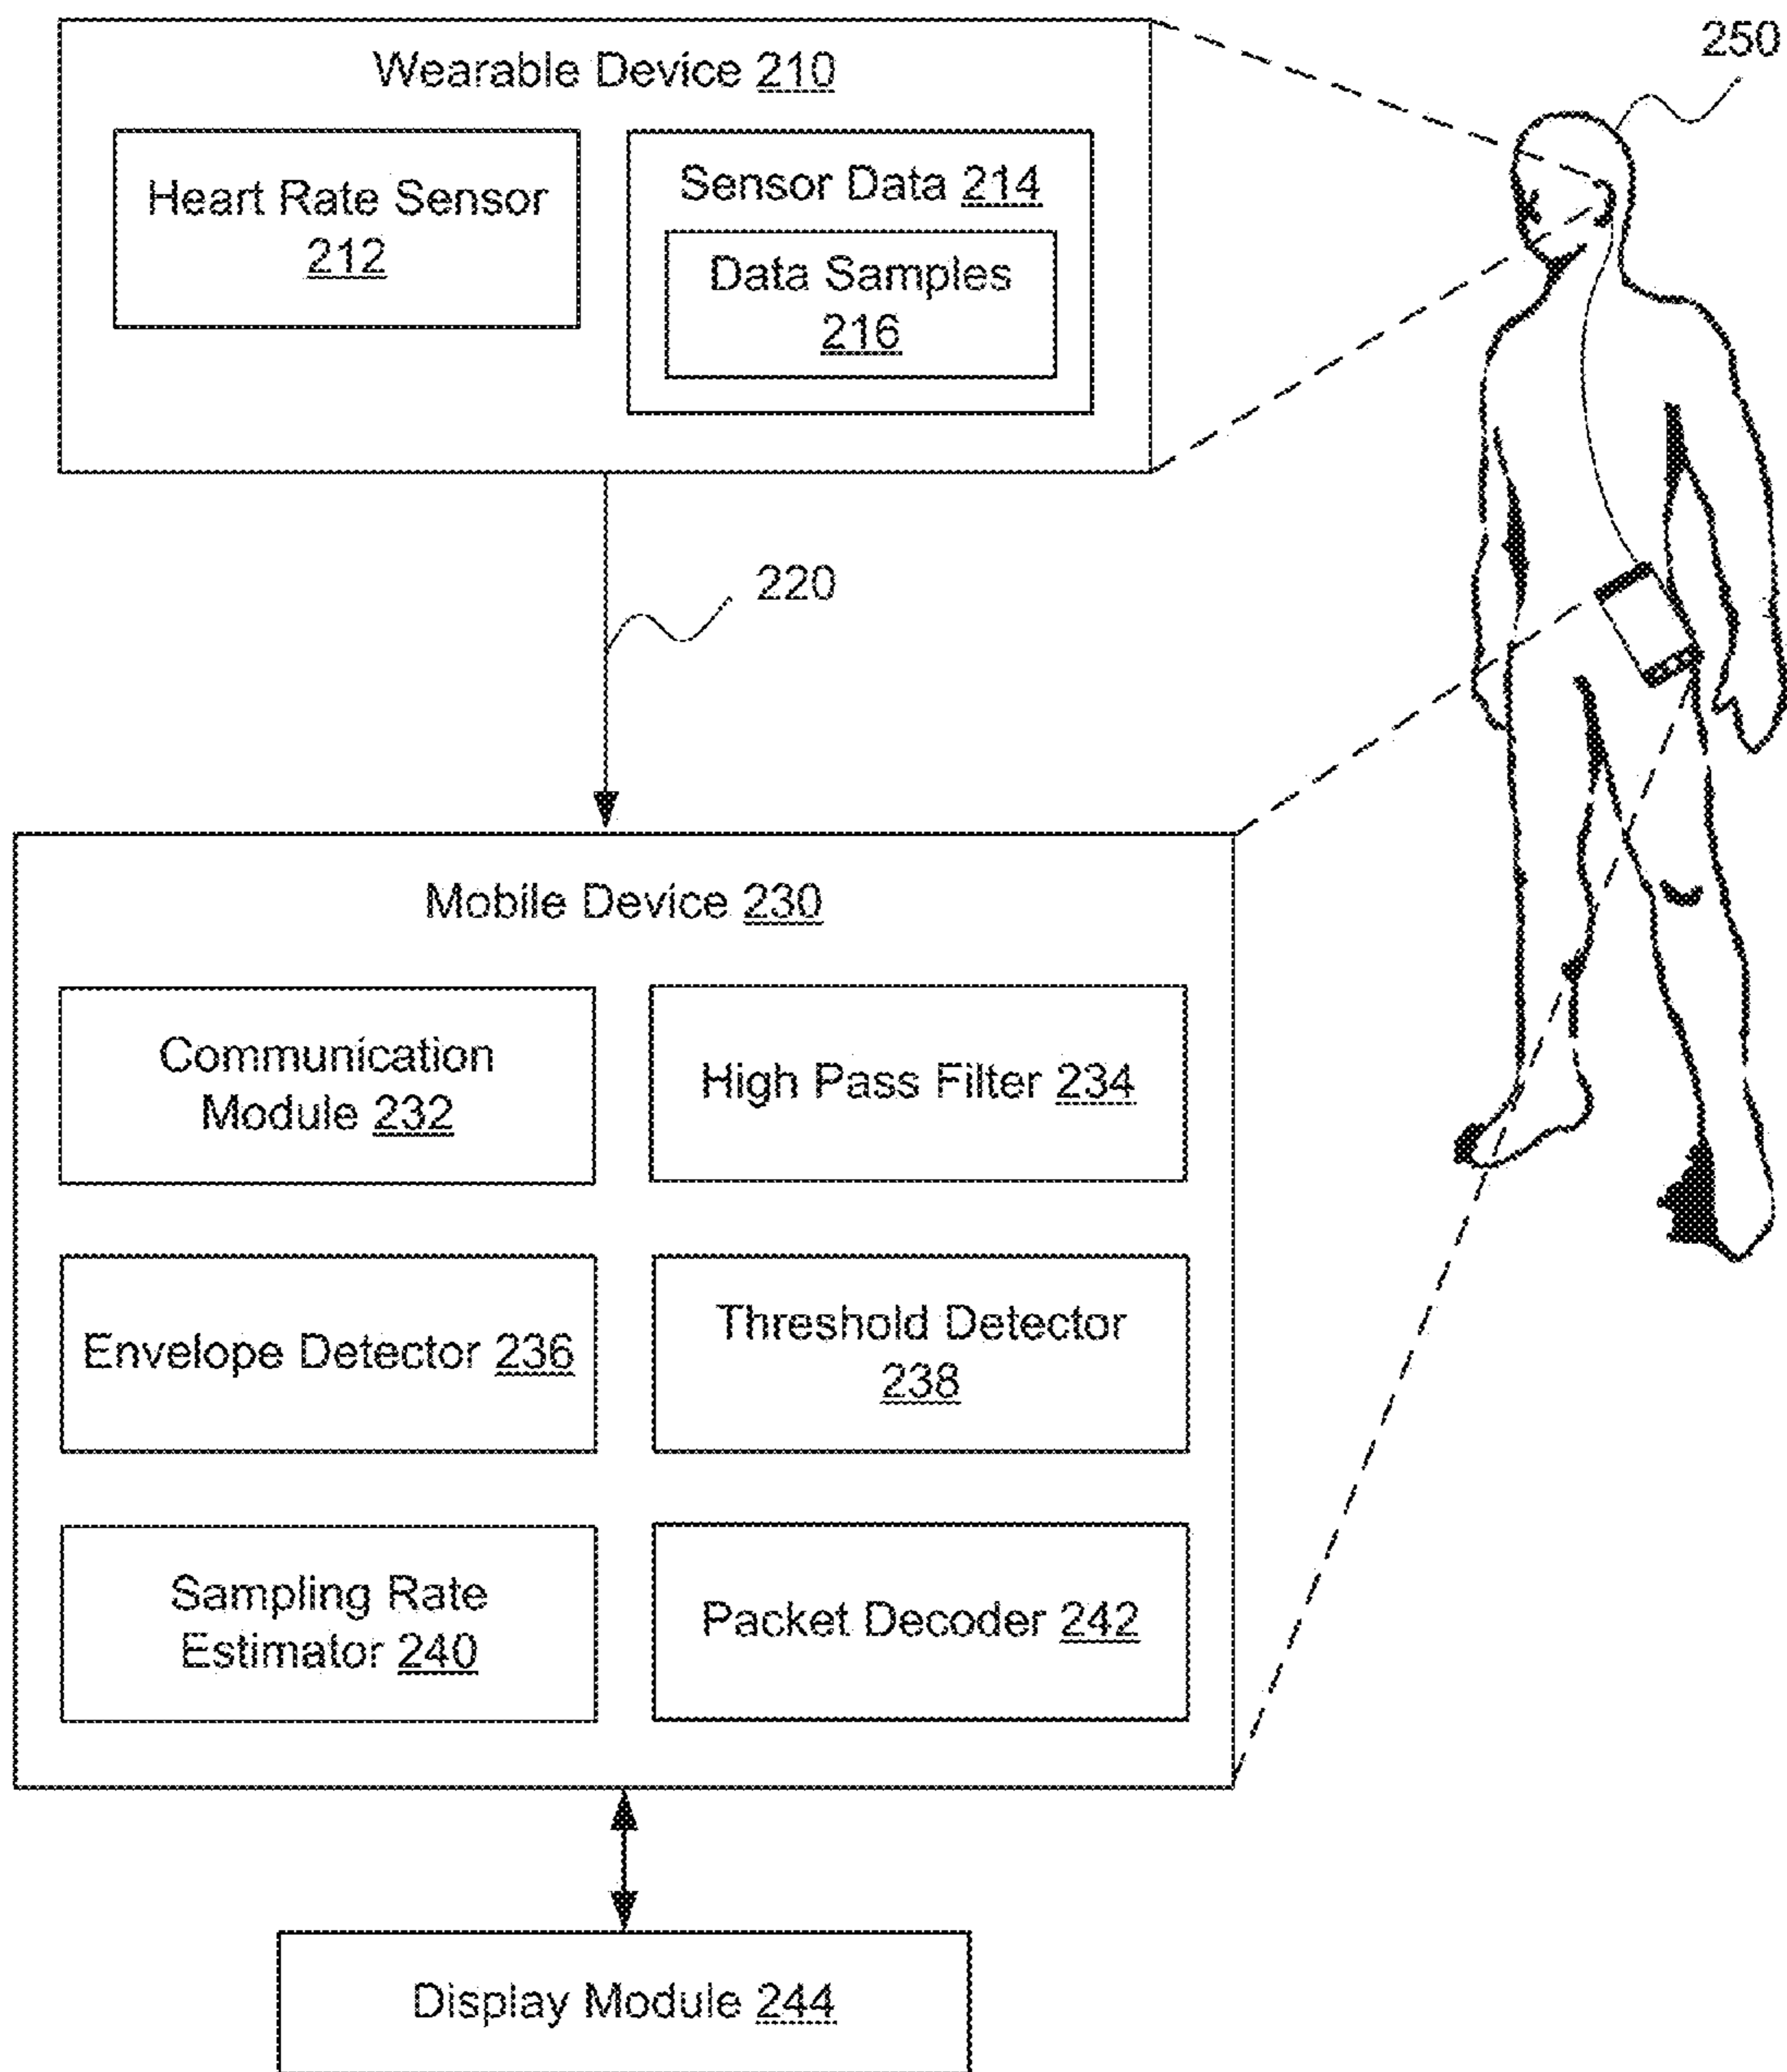 250
Wearable Device 210
Heart Rate Sensor
212
Sensor Data 214
Data Samples
216
220
Mobile Device 230
Communication
Module 232
High Pass Filter 234
Envelope Detector 236
Threshold Detector
238
Sampling Rate
Estimator 240
Packet Decoder 242
Display Module 244